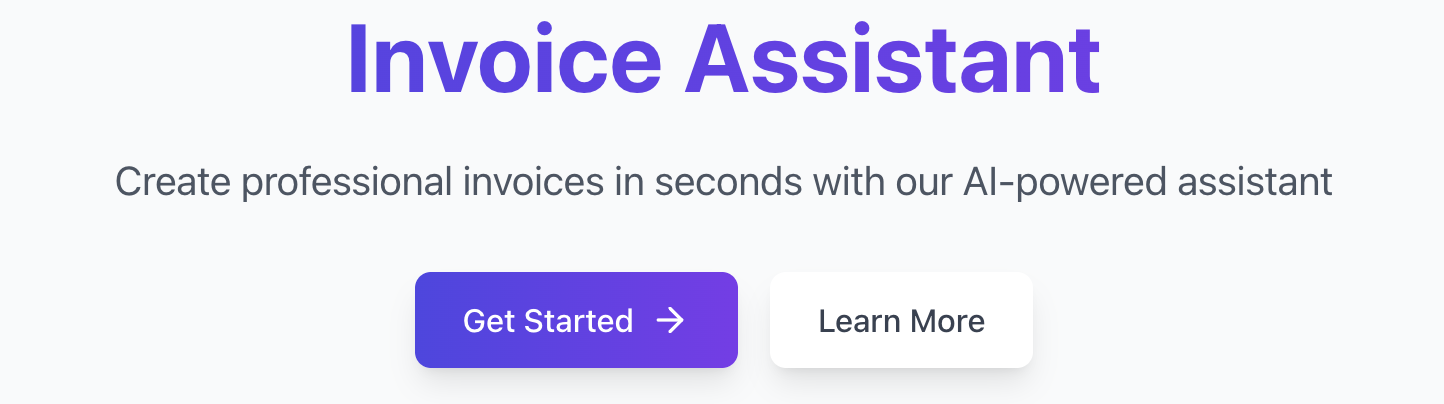 Invoice Assistant
Create professional invoices in seconds with our AI-powered assistant
Get Started →
Learn More